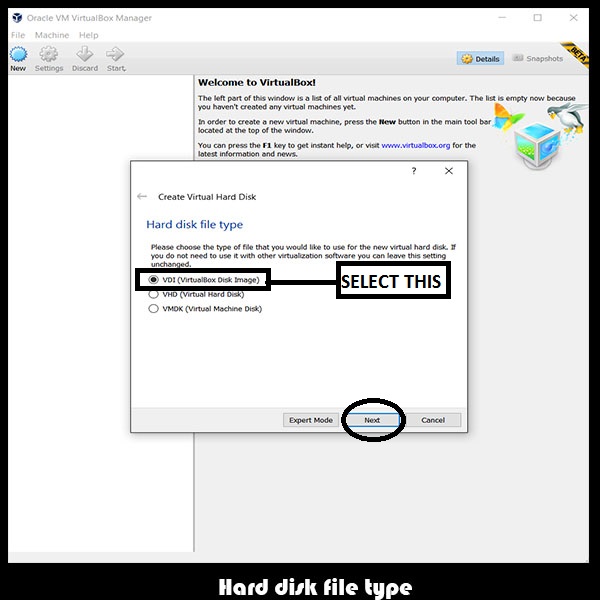 Oracle VM VirtualBox Manager
File Machine Help
New Settings Discard Start
Details Snapshots
BETA
Welcome to VirtualBox!
The left part of this window is a list of all virtual machines on your computer. The list is empty now because
you haven't created any virtual machines yet.
In order to create a new virtual machine, press the New button in the main tool bar
located at the top of the window.
You can press the F1 key to get instant help, or visit www.virtualbox.org for the
latest information and news.
? 
Create Virtual Hard Disk
Hard disk file type
Please choose the type of file that you would like to use for the new virtual hard disk. If
you do not need to use it with other virtualization software you can leave this setting
unchanged.
VDI (VirtualBox Disk Image)
SELECT THIS
VHD (Virtual Hard Disk)
VMDK (Virtual Machine Disk)
Expert Mode Next Cancel
Hard disk file type